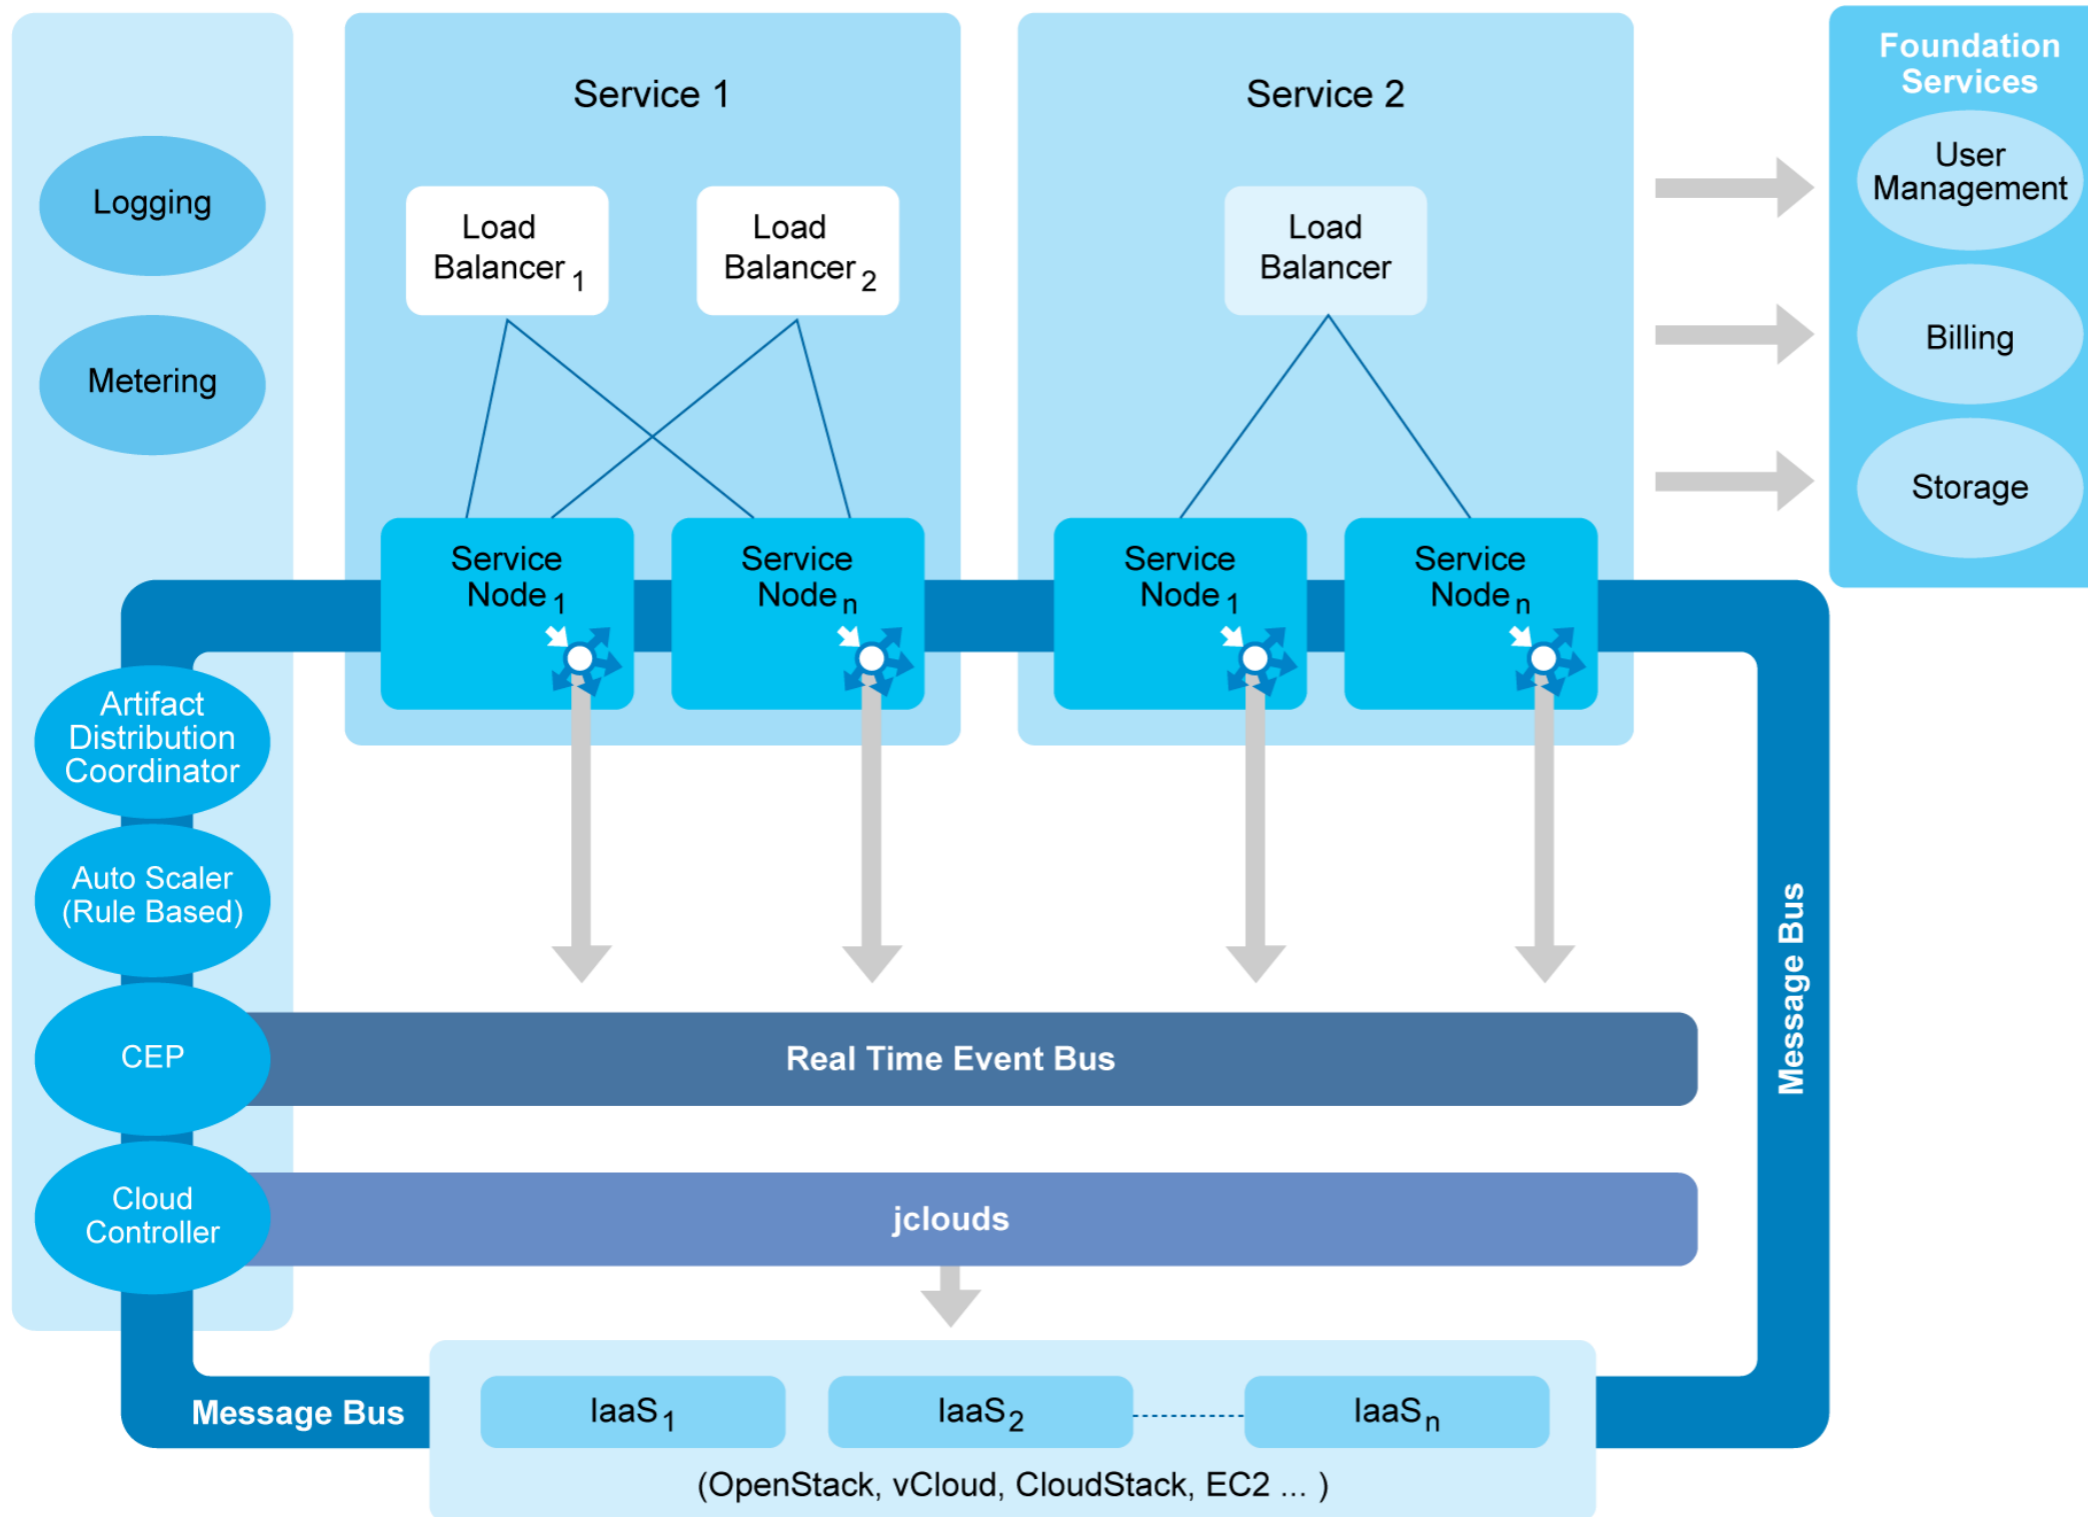 Logging
Metering
Artifact
Distribution
Coordinator
Auto Scaler
(Rule Based)
CEP
Cloud
Controller
Service 1
Load
Balancer 1
Load
Balancer 2
Service
Node 1
Service
Node n
Service 2
Load
Balancer
Service
Node 1
Service
Node n
Foundation
Services
User
Management
Billing
Storage
Real Time Event Bus
jclouds
Message Bus
Message Bus
IaaS 1
IaaS 2
IaaS n
(OpenStack, vCloud, CloudStack, EC2 ... )